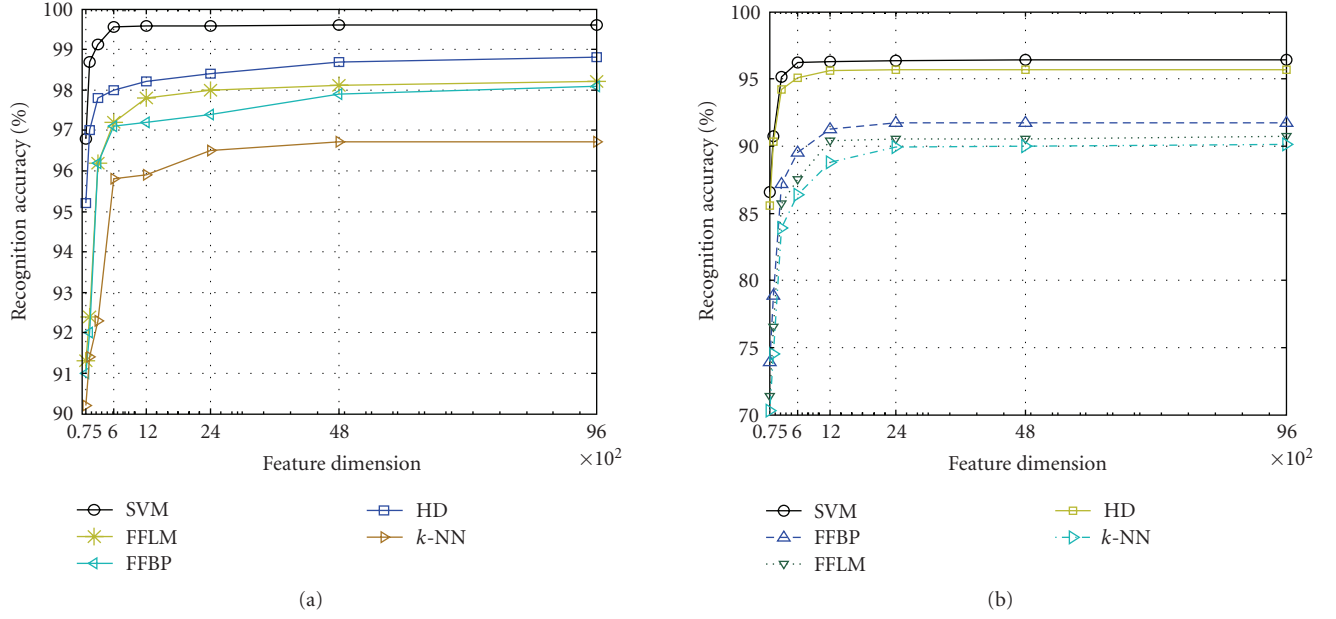 100
99
98
97
96
95
94
93
92
91
90
Recognition accuracy (%)
0.75 6 12 24 48 96
×10²
Feature dimension
SVM
FFLM
FFBP
HD
k-NN
(a)
100
95
90
85
80
75
70
Recognition accuracy (%)
0.75 6 12 24 48 96
×10²
Feature dimension
SVM
FFBP
FFLM
HD
k-NN
(b)